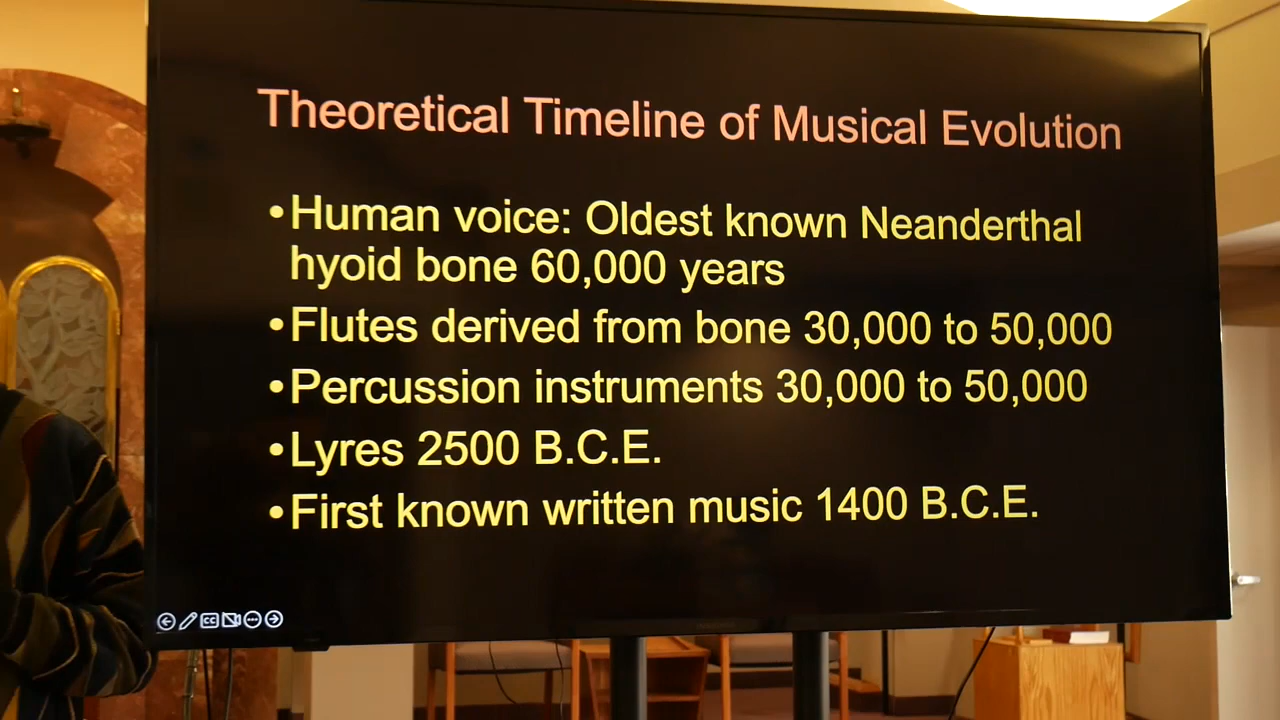 Theoretical Timeline of Musical Evolution
•Human voice: Oldest known Neanderthal
hyoid bone 60,000 years
•Flutes derived from bone 30,000 to 50,000
•Percussion instruments 30,000 to 50,000
•Lyres 2500 B.C.E.
•First known written music 1400 B.C.E.
CC